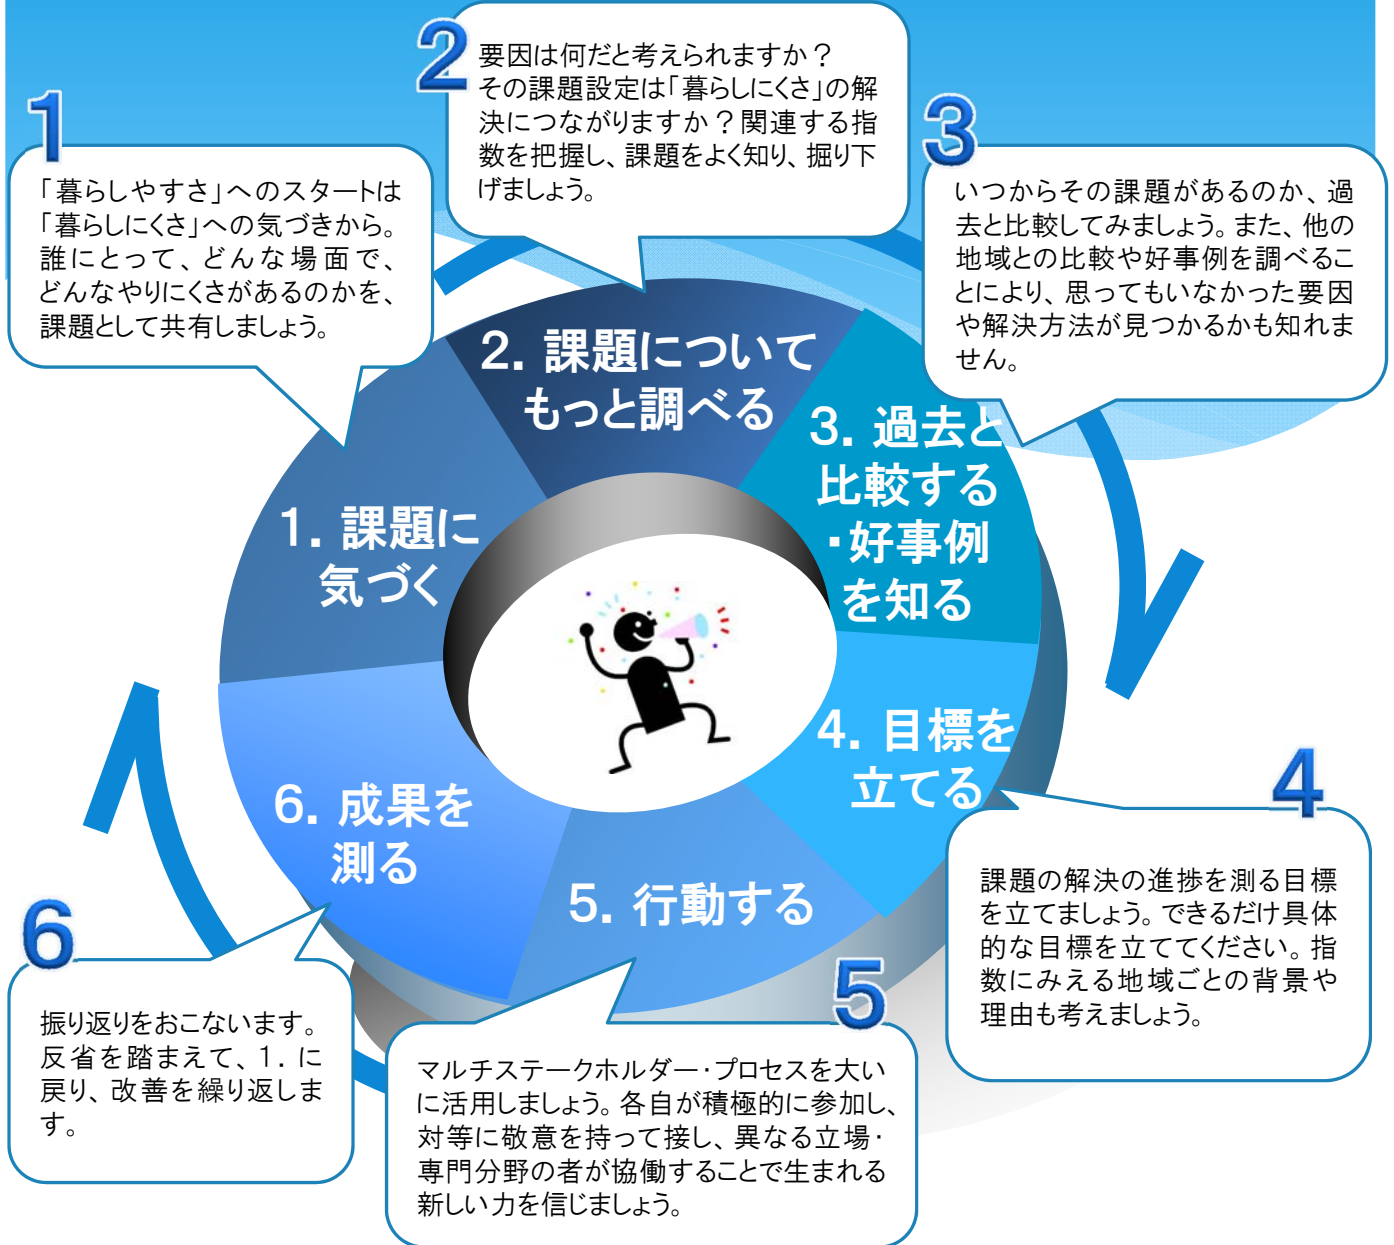 1
「暮らしやすさ」へのスタートは
「暮らしにくさ」への気づきから。
誰にとって、どんな場面で、
どんなやりにくさがあるのかを、
課題として共有しましょう。
2
要因は何だと考えられますか？
その課題設定は「暮らしにくさ」の解
決につながりますか？関連する指
数を把握し、課題をよく知り、掘り下
げましょう。
3
いつからその課題があるのか、過
去と比較してみましょう。また、他の
地域との比較や好事例を調べるこ
とにより、思ってもいなかった要因
や解決方法が見つかるかも知れま
せん。
1．課題に
気づく
2．課題について
もっと調べる
3．過去と
比較する
・好事例
を知る
4．目標を
立てる
5．行動する
6．成果を
測る
4
課題の解決の進捗を測る目標
を立てましょう。できるだけ具体
的な目標を立ててください。指
数にみえる地域ごとの背景や
理由も考えましょう。
5
マルチステークホルダー・プロセスを大い
に活用しましょう。各自が積極的に参加し、
対等に敬意を持って接し、異なる立場・
専門分野の者が協働することで生まれる
新しい力を信じましょう。
6
振り返りをおこないます。
反省を踏まえて、1．に
戻り、改善を繰り返しま
す。